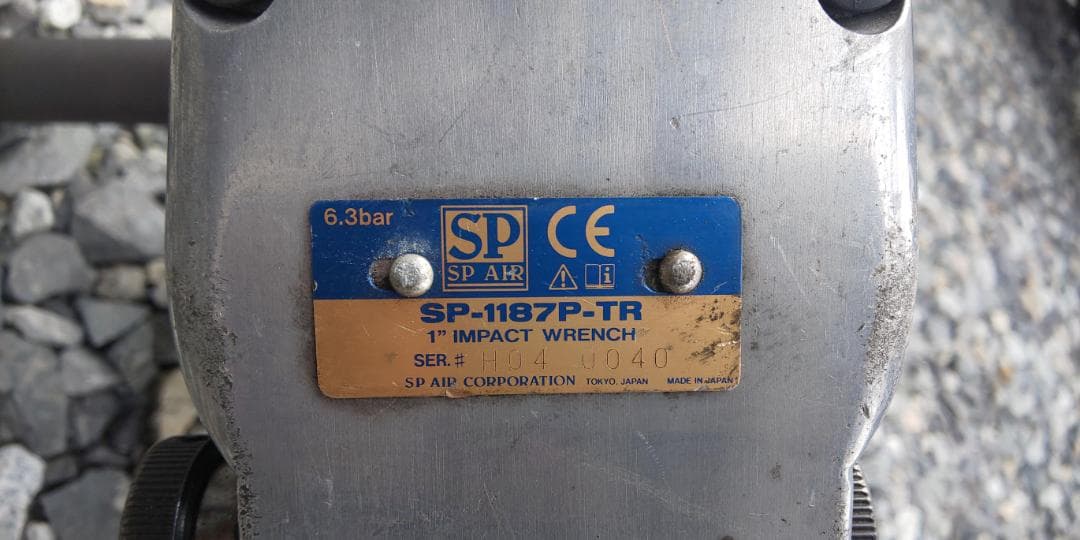 6.3bar
SP
SP AIR
CE
SP-1187P-TR
1" IMPACT WRENCH
SER.# H04 0040
SP AIR CORPORATION TOKYO, JAPAN MADE IN JAPAN